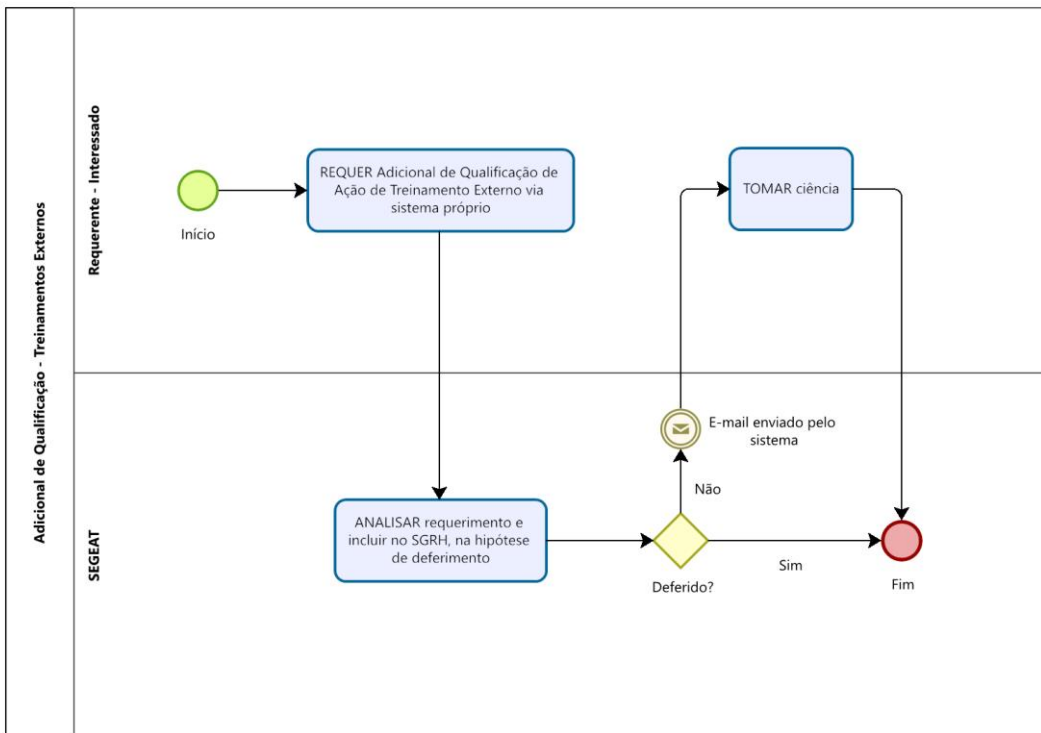 Adicional de Qualificação - Treinamentos Externos
Requerente - Interessado
Início
REQUER Adicional de Qualificação de
Ação de Treinamento Externo via
sistema próprio
TOMAR ciência
SEGEAT
ANALISAR requerimento e
incluir no SGRH, na hipótese
de deferimento
E-mail enviado pelo
sistema
Não
Deferido?
Sim
Fim